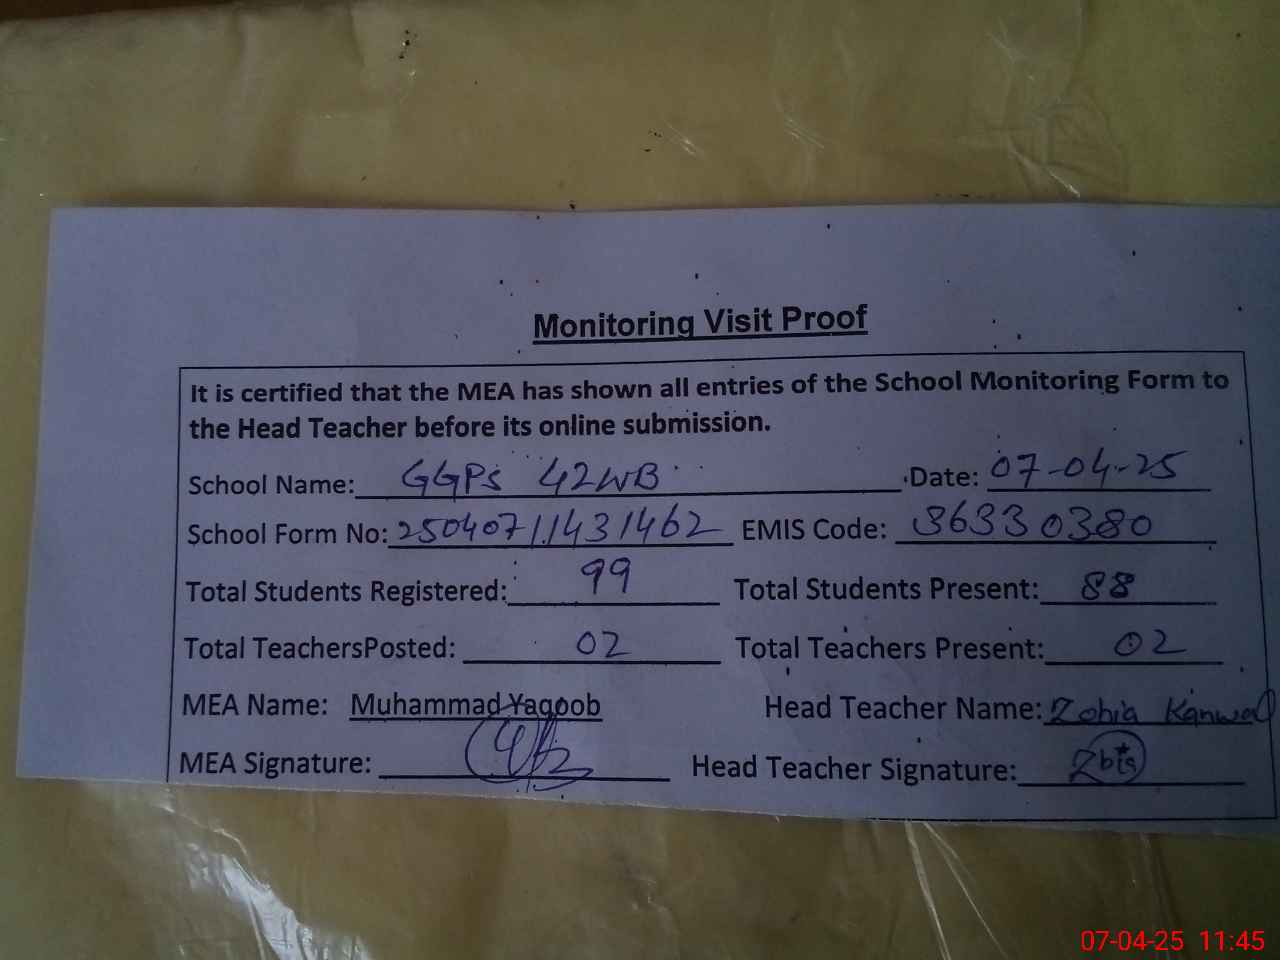 Monitoring Visit Proof
It is certified that the MEA has shown all entries of the School Monitoring Form to
the Head Teacher before its online submission.
School Name: GGPS 42WB Date: 07-04-25
School Form No: 25040711431462 EMIS Code: 36330380
Total Students Registered: 99 Total Students Present: 88
Total TeachersPosted: 02 Total Teachers Present: 02
MEA Name: Muhammad Yaqoob Head Teacher Name: Zobia Kanwal
MEA Signature: Head Teacher Signature: Zbia
07-04-25 11:45